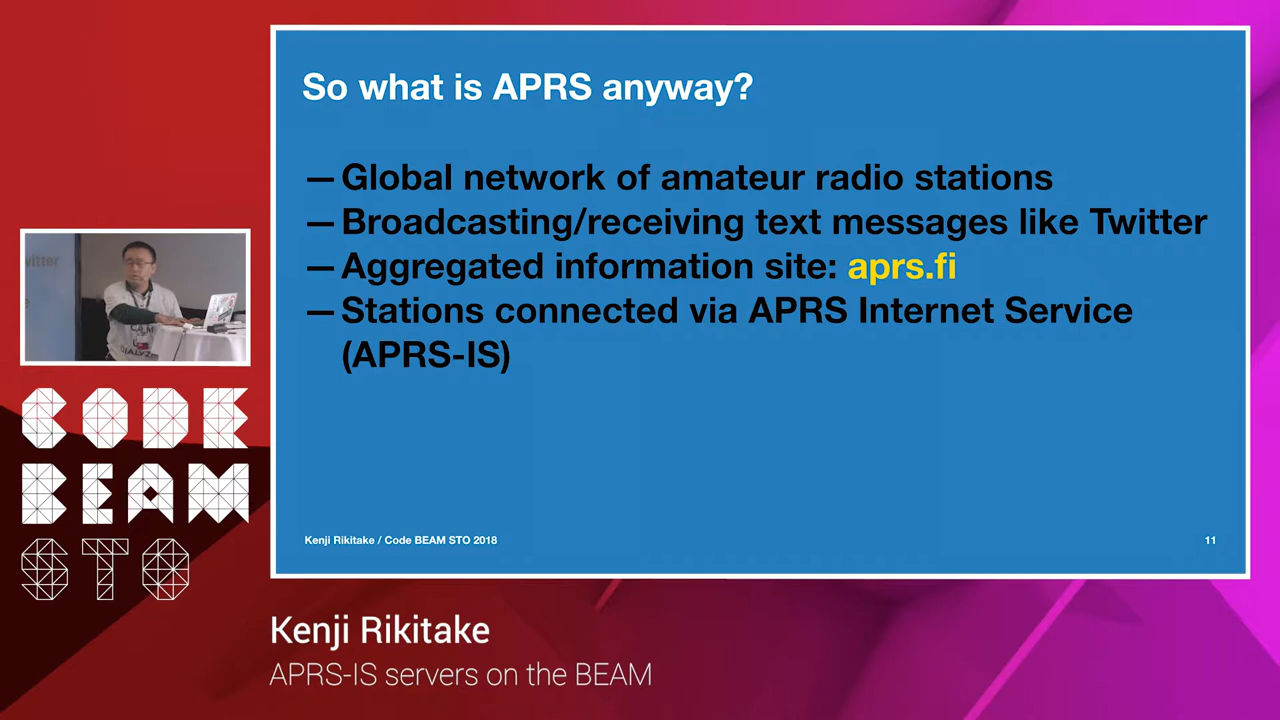 So what is APRS anyway?
—Global network of amateur radio stations
—Broadcasting/receiving text messages like Twitter
—Aggregated information site: aprs.fi
—Stations connected via APRS Internet Service
(APRS-IS)
Kenji Rikitake / Code BEAM STO 2018
11
CODE
BEAM
STO
Kenji Rikitake
APRS-IS servers on the BEAM